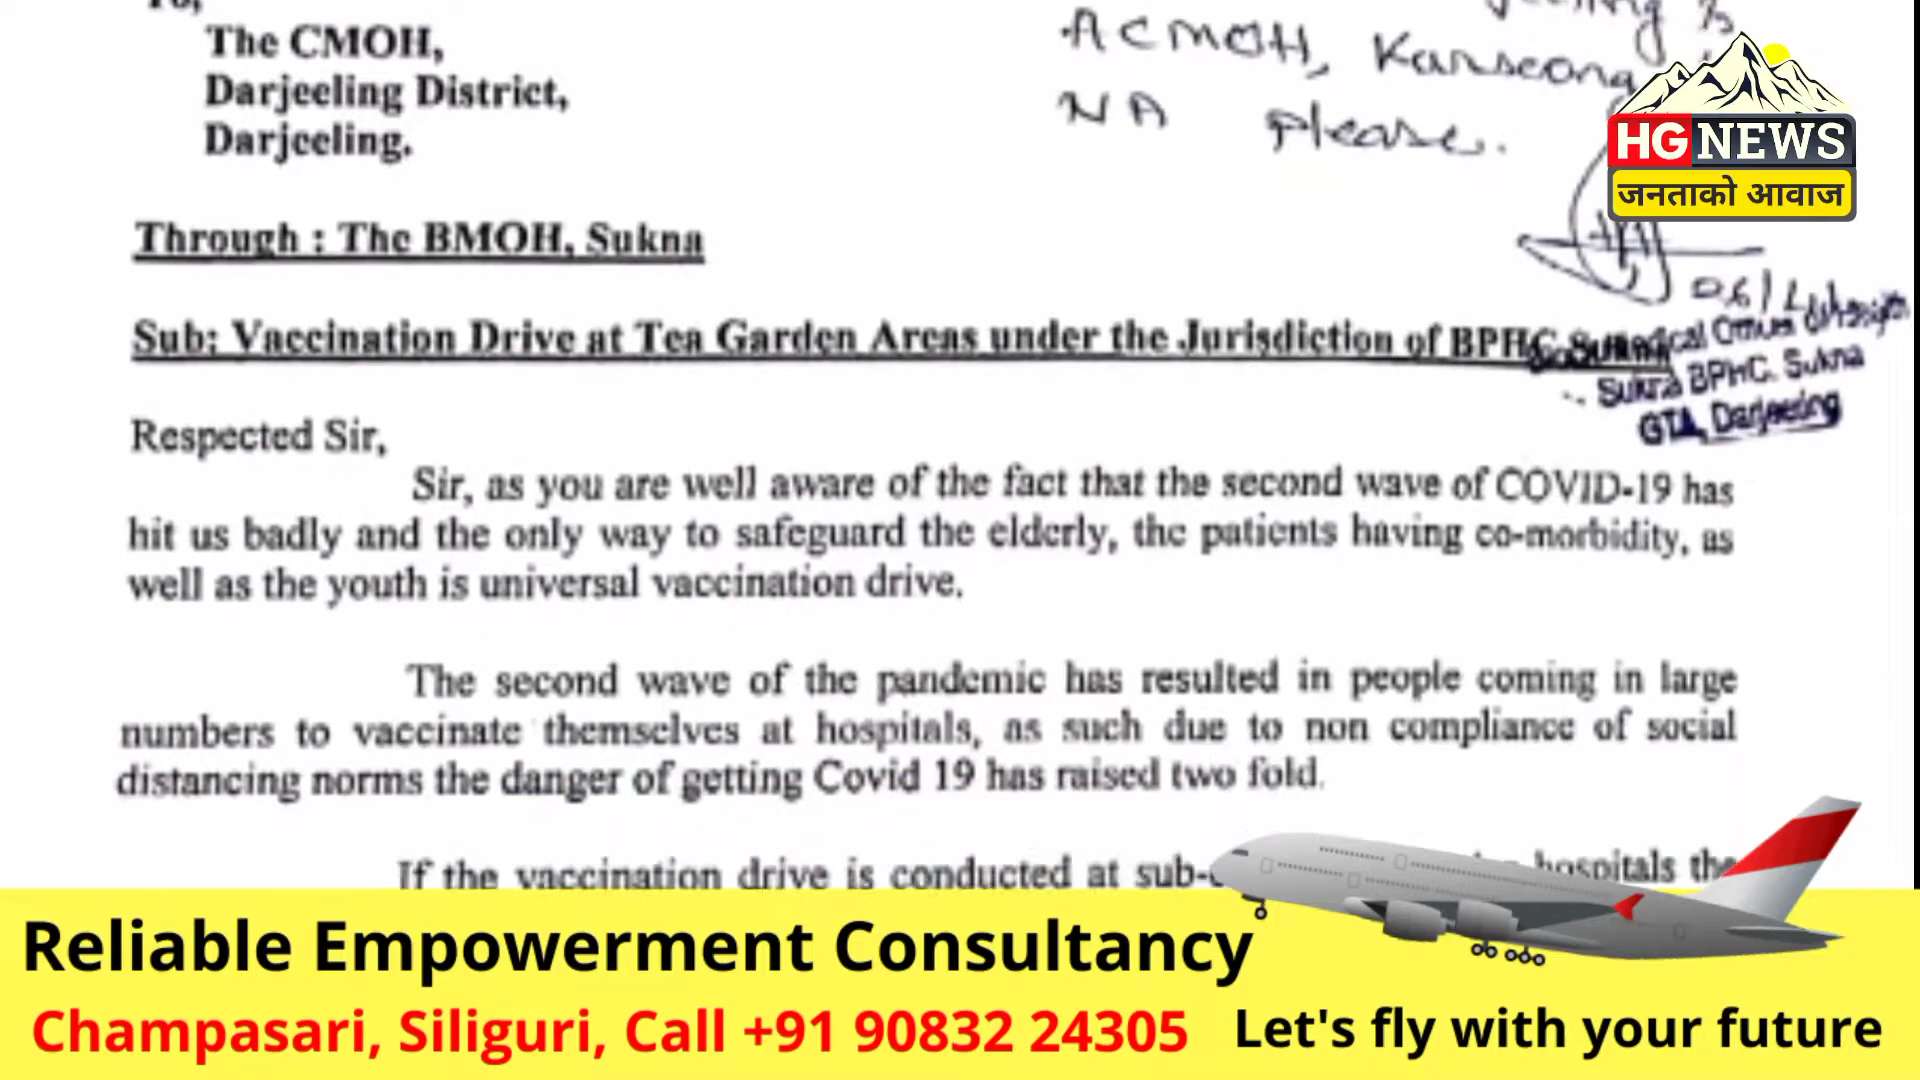 To,
The CMOH,
Darjeeling District,
Darjeeling.
ACMOH, Kurseong
NA Please.
HG NEWS
जनताको आवाज
Through : The BMOH, Sukna
06/
Sub: Vaccination Drive at Tea Garden Areas under the Jurisdiction of BPHC Sukna
Medical
Sukna BPHC. Sukna
GTA, Darjeeling
Respected Sir,
Sir, as you are well aware of the fact that the second wave of COVID-19 has
hit us badly and the only way to safeguard the elderly, the patients having co-morbidity, as
well as the youth is universal vaccination drive.
The second wave of the pandemic has resulted in people coming in large
numbers to vaccinate themselves at hospitals, as such due to non compliance of social
distancing norms the danger of getting Covid 19 has raised two fold.
If the vaccination drive is conducted at sub- hospitals the
Reliable Empowerment Consultancy
Champasari, Siliguri, Call +91 90832 24305
Let's fly with your future